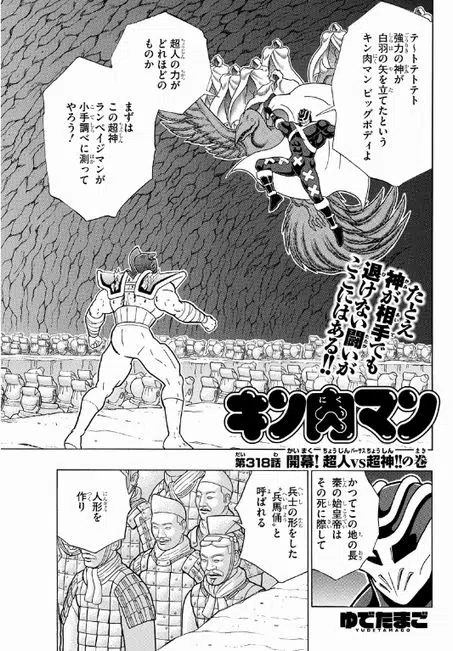 テ～トテトテト
強力の神が
白羽の矢を立てたという
キン肉マン ビッグボディよ
超人の力が
どれほどの
ものか
まずは
この超神
ランペイジマンが
小手調べに測って
やろう！
たとえ
神が相手でも
退けない闘いが
ここにはある!!
キン肉マン
第318話 開幕！超人vs超神!!の巻
かつてこの地の長
秦の始皇帝は
その死に際して
兵士の形をした
“兵馬俑”と
呼ばれる
人形を
作り
ゆでたまご
YUDETAMAGO